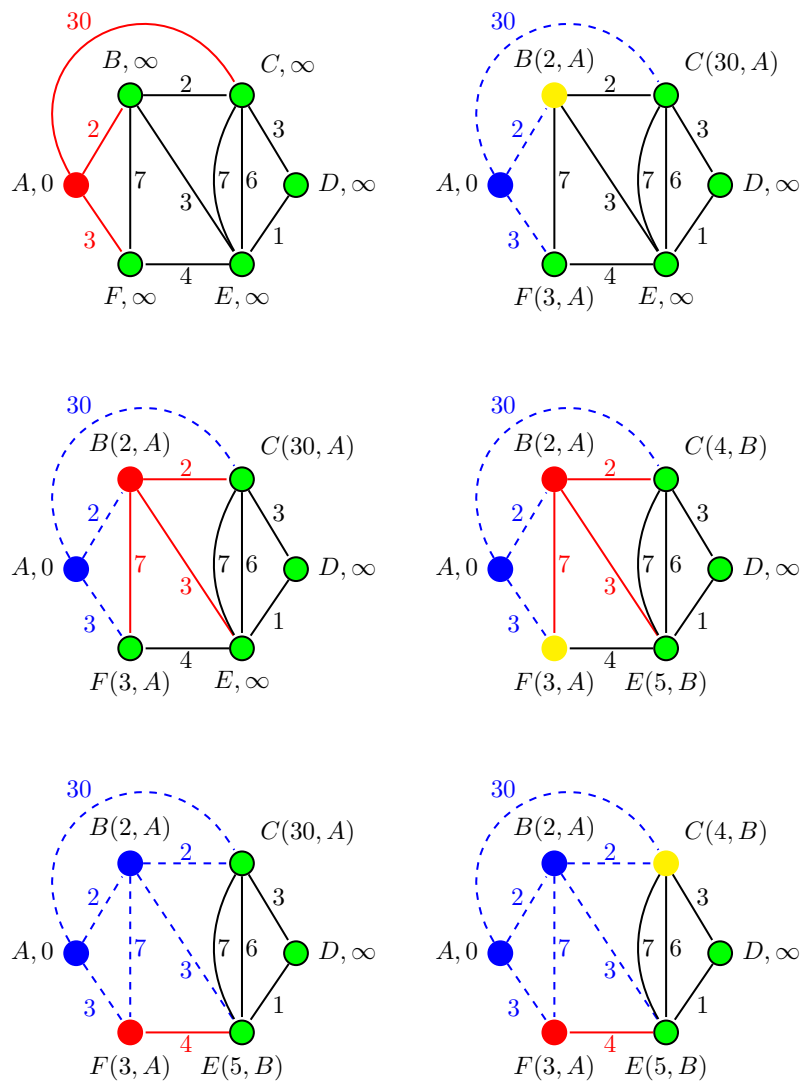 30
B, ∞
C, ∞
2
2
3
A, 0
7
3
7
6
D, ∞
3
1
4
F, ∞
E, ∞
30
B(2, A)
C(30, A)
2
2
3
A, 0
7
3
7
6
D, ∞
3
1
4
F(3, A)
E, ∞
30
B(2, A)
C(30, A)
2
2
3
A, 0
7
3
7
6
D, ∞
3
1
4
F(3, A)
E, ∞
30
B(2, A)
C(4, B)
2
2
3
A, 0
7
3
7
6
D, ∞
3
1
4
F(3, A)
E(5, B)
30
B(2, A)
C(30, A)
2
2
3
A, 0
7
3
7
6
D, ∞
3
1
4
F(3, A)
E(5, B)
30
B(2, A)
C(4, B)
2
2
3
A, 0
7
3
7
6
D, ∞
3
1
4
F(3, A)
E(5, B)